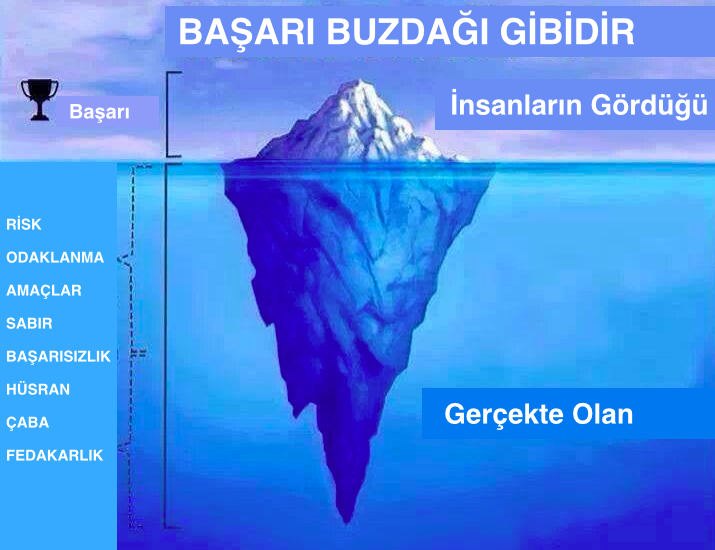 BAŞARI BUZDAĞI GİBİDİR
İnsanların Gördüğü
Başarı
RİSK
ODAKLANMA
AMAÇLAR
SABIR
BAŞARISIZLIK
HÜSRAN
ÇABA
FEDAKARLIK
Gerçekte Olan